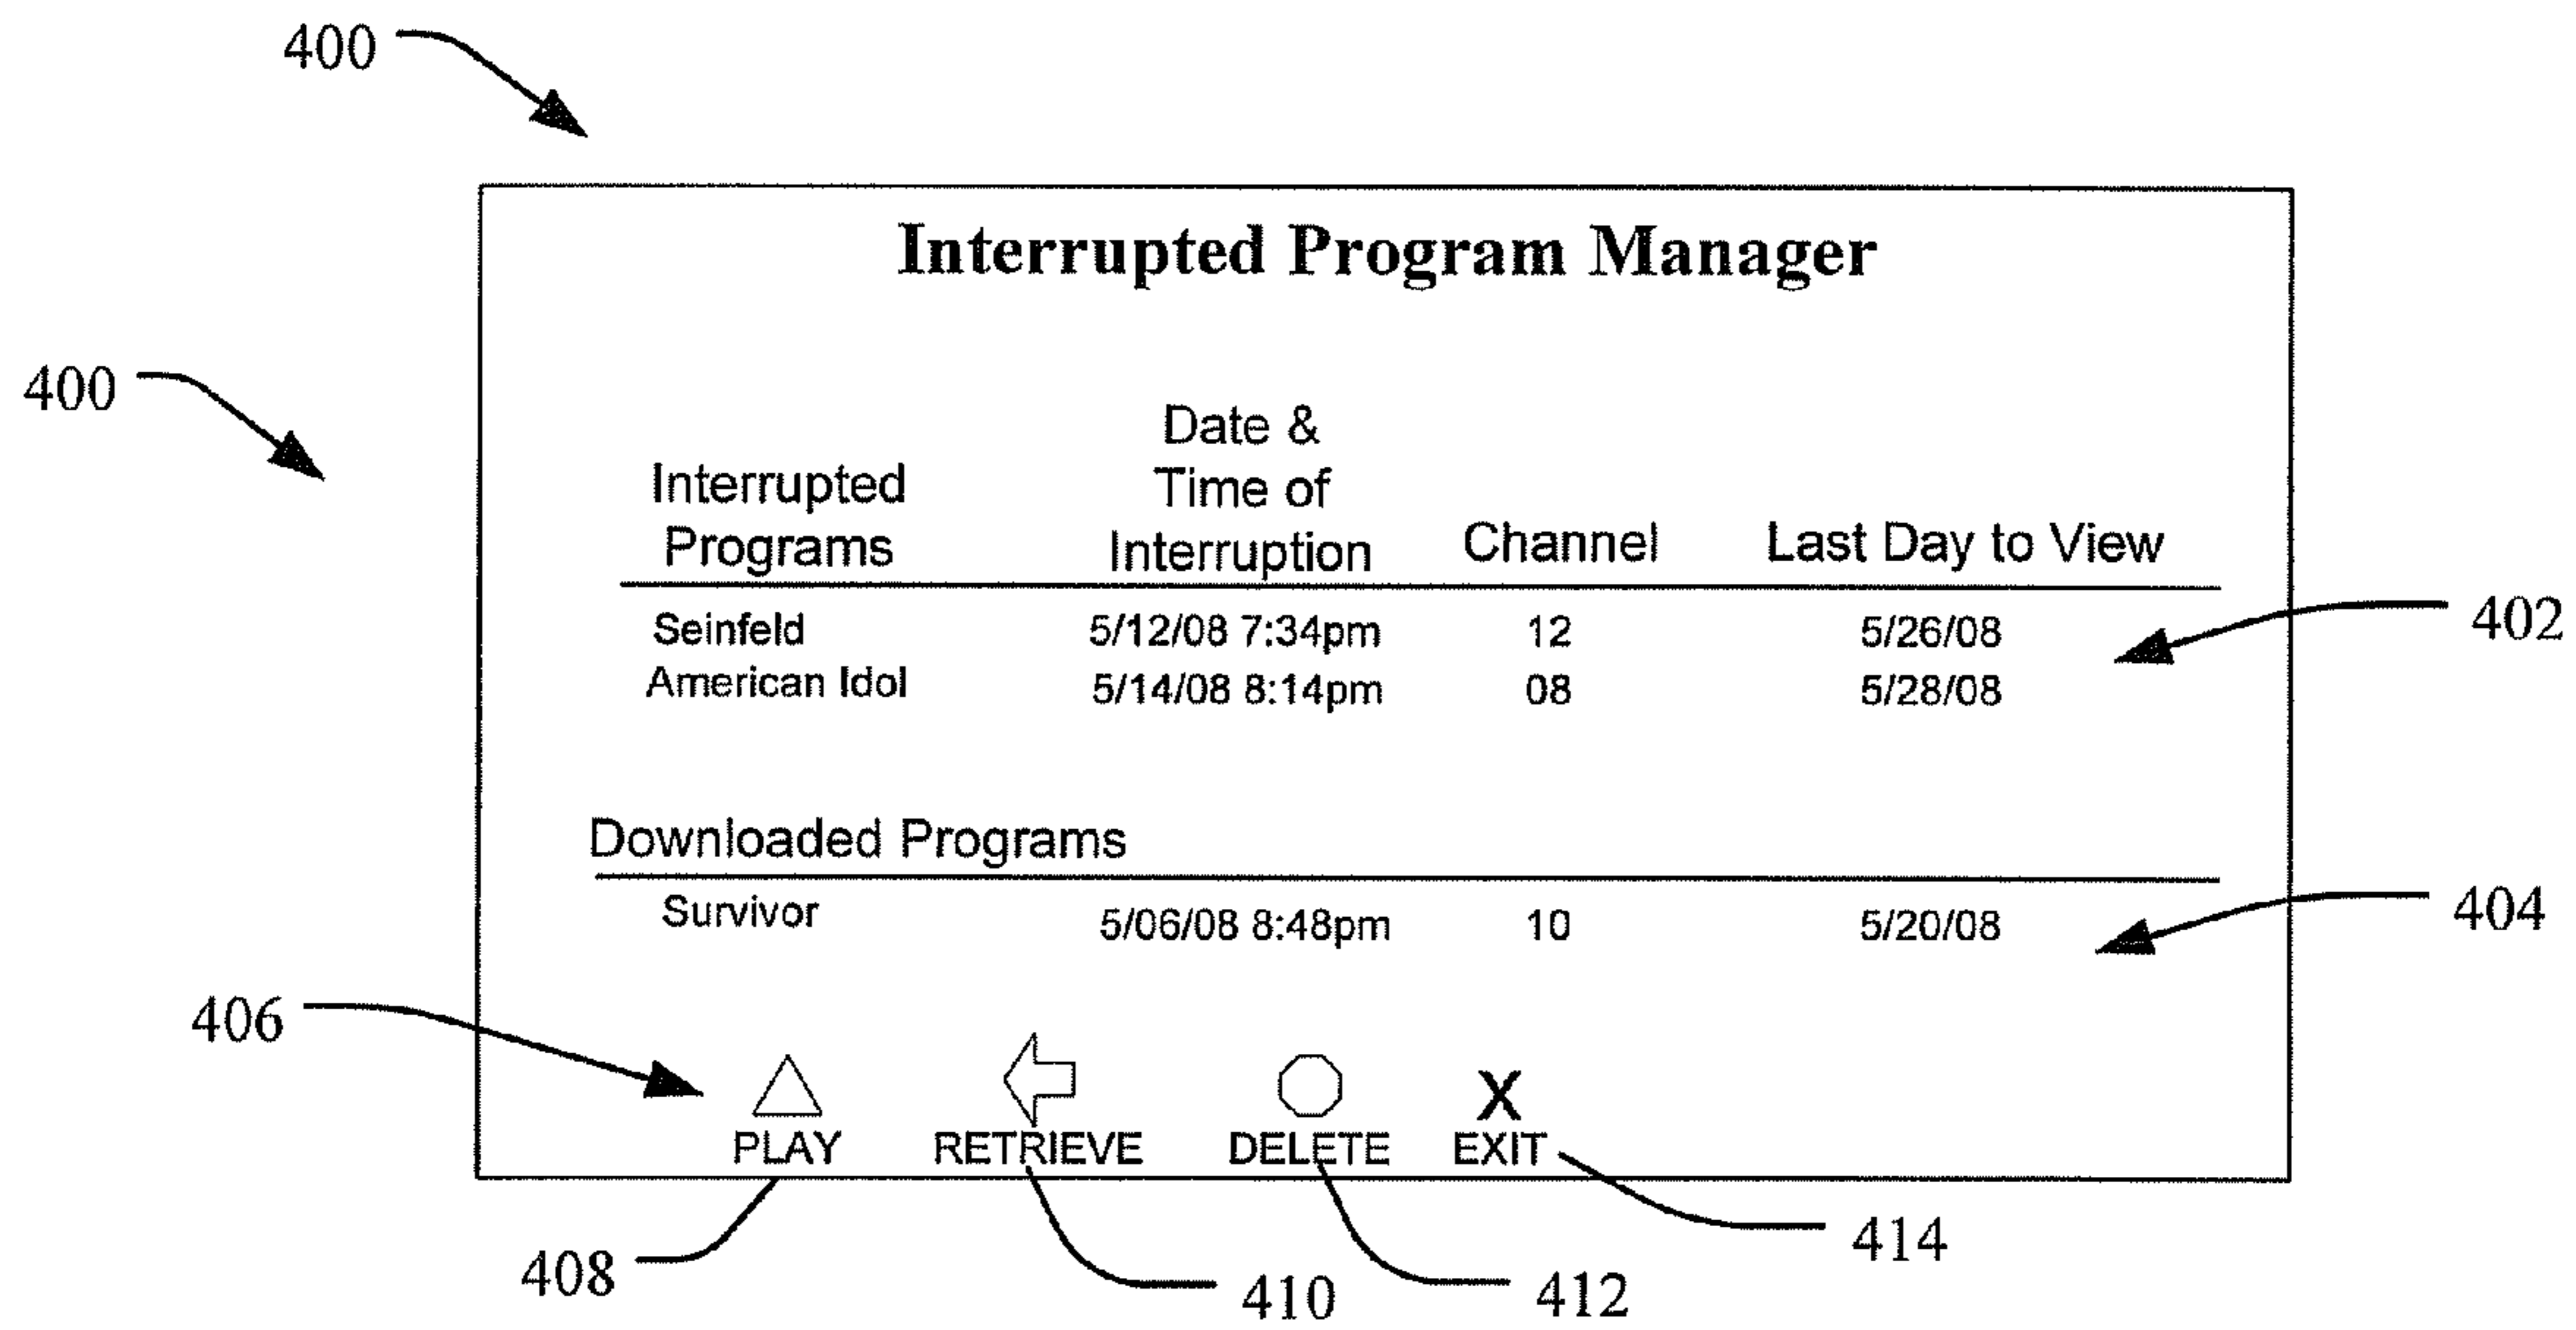 400
Interrupted Program Manager
400
Interrupted Programs
Date & Time of Interruption
Channel
Last Day to View
Seinfeld 5/12/08 7:34pm 12 5/26/08
402
American Idol 5/14/08 8:14pm 08 5/28/08
Downloaded Programs
Survivor 5/06/08 8:48pm 10 5/20/08
404
406
PLAY RETRIEVE DELETE X EXIT
408 410 412 414